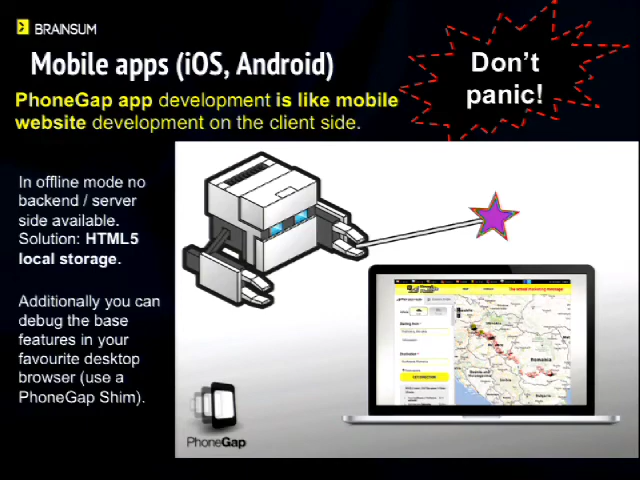 BRAINSUM
Mobile apps (iOS, Android)
Don't
panic!
PhoneGap app development is like mobile
website development on the client side.
In offline mode no
backend / server
side available.
Solution: HTML5
local storage.
Additionally you can
debug the base
features in your
favourite desktop
browser (use a
PhoneGap Shim).
PhoneGap
Romania